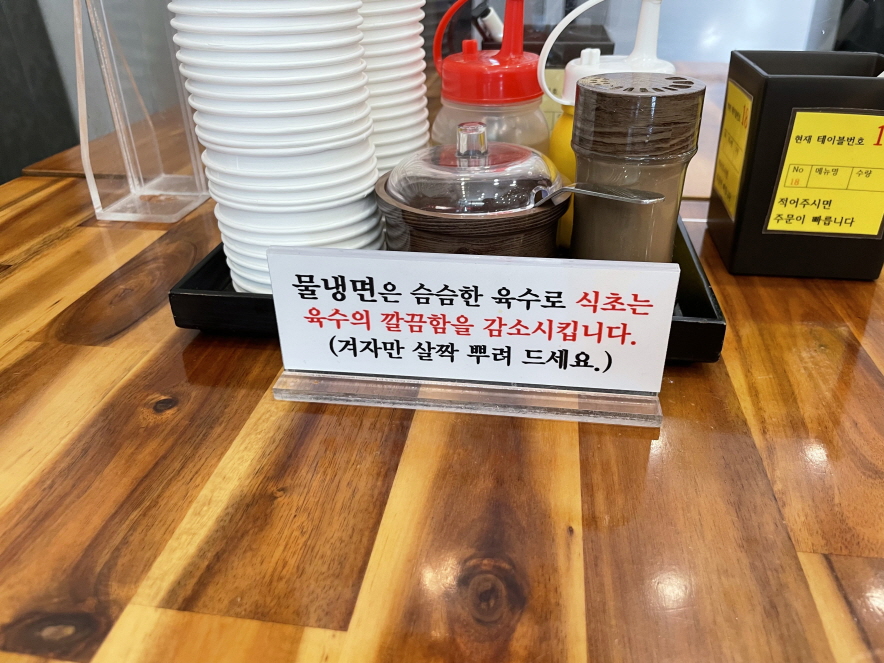 물냉면은 슴슴한 육수로 식초는
육수의 깔끔함을 감소시킵니다.
(겨자만 살짝 뿌려 드세요.)
현재 테이블번호 1
No 메뉴명 수량
18
적어주시면
주문이 빠릅니다